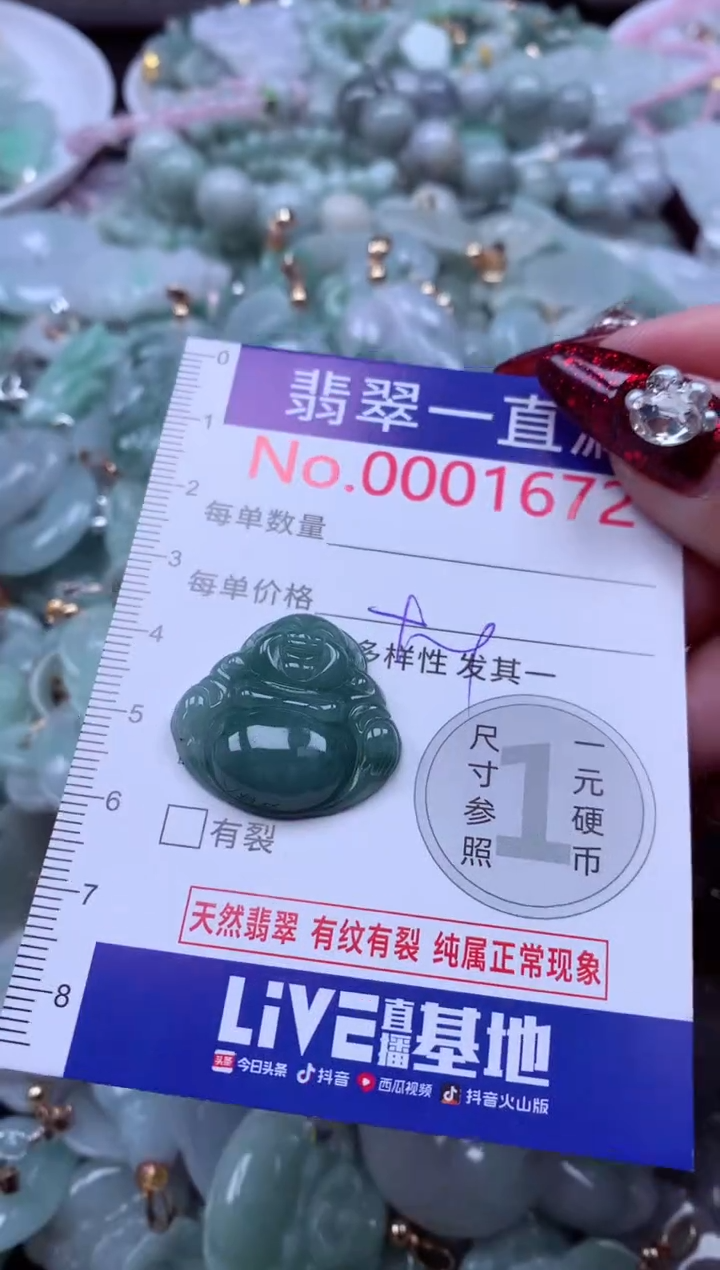 0
翡翠一直
1
No.0001672
2
每单数量
3
每单价格
4
多样性 发其一
5
尺寸参照
1
一元硬币
6
有裂
7
天然翡翠 有纹有裂 纯属正常现象
8
LiVE直播基地
头条 今日头条 抖音 西瓜视频 抖音火山版